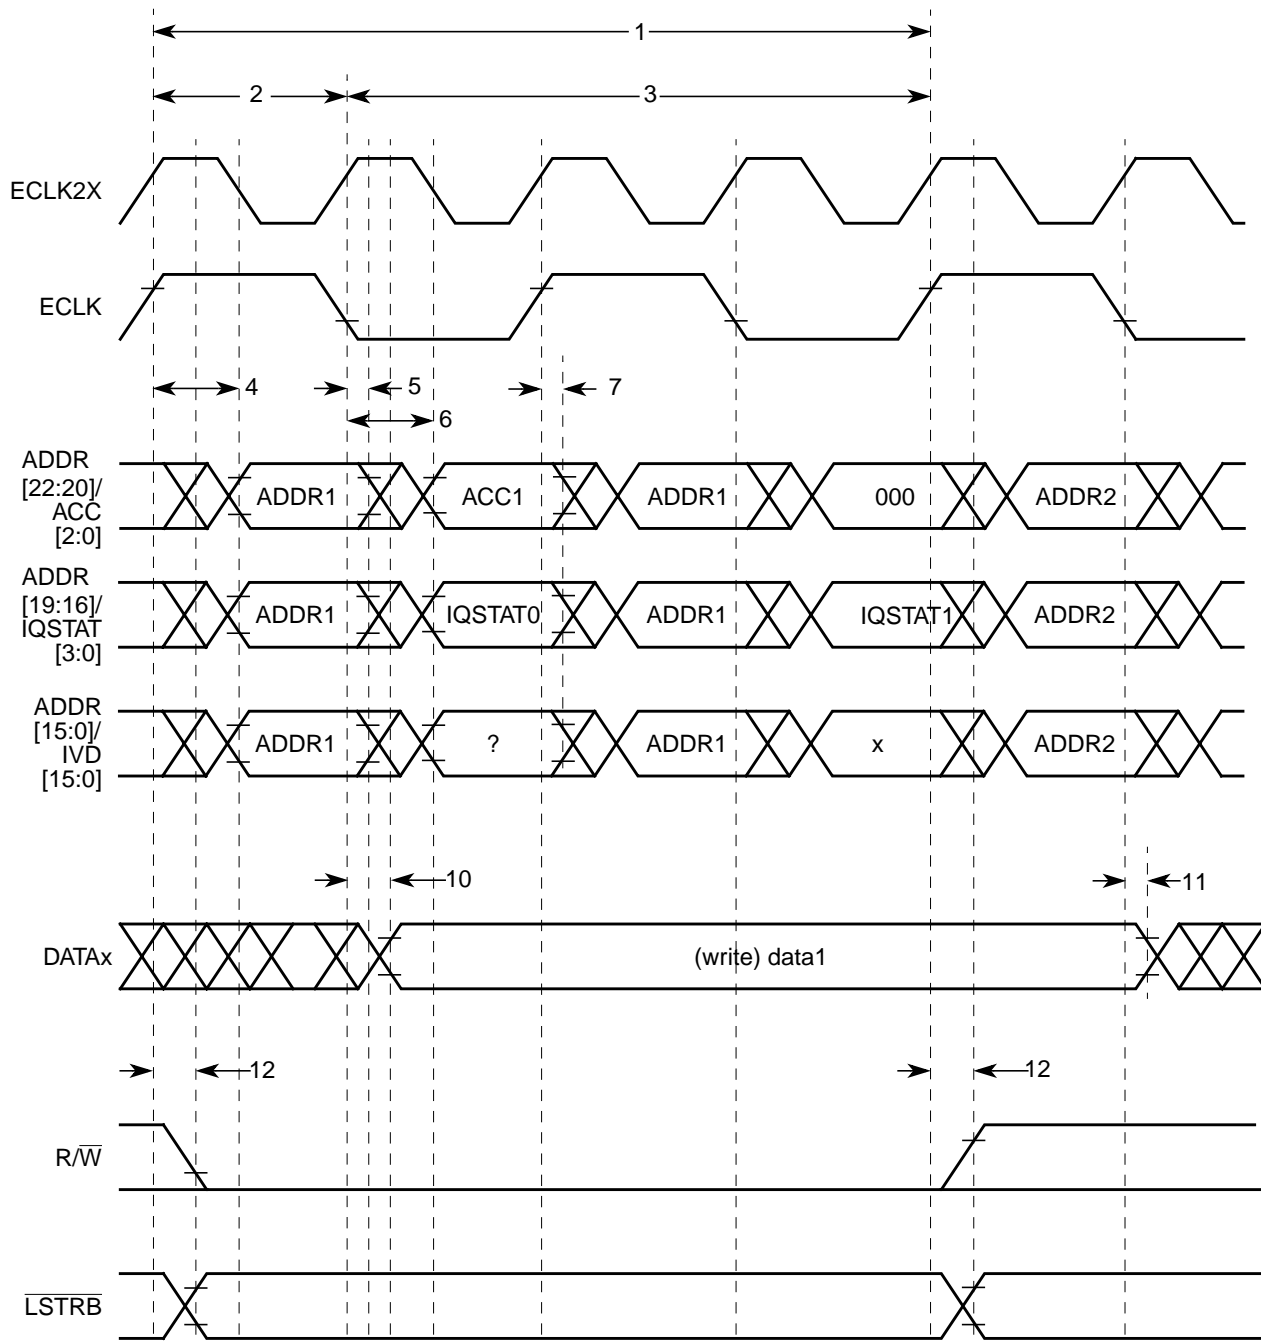 1
2
3
ECLK2X
ECLK
4
5
7
6
ADDR
[22:20]/
ACC
[2:0]
ADDR1
ACC1
ADDR1
000
ADDR2
ADDR
[19:16]/
IQSTAT
[3:0]
ADDR1
IQSTAT0
ADDR1
IQSTAT1
ADDR2
ADDR
[15:0]/
IVD
[15:0]
ADDR1
?
ADDR1
x
ADDR2
10
11
DATAx
(write) data1
12
12
R/W̅
L̅S̅T̅R̅B̅